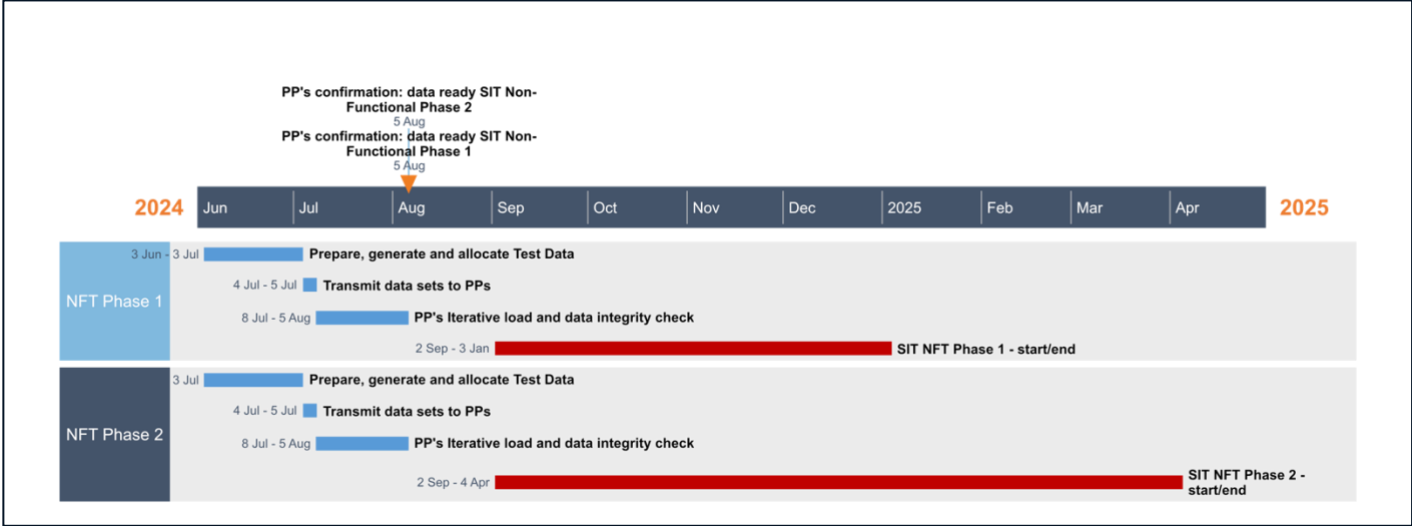 PP's confirmation: data ready SIT Non-
Functional Phase 2
5 Aug
PP's confirmation: data ready SIT Non-
Functional Phase 1
5 Aug
2024 Jun Jul Aug Sep Oct Nov Dec 2025 Feb Mar Apr 2025
NFT Phase 1
3 Jun - 3 Jul Prepare, generate and allocate Test Data
4 Jul - 5 Jul Transmit data sets to PPs
8 Jul - 5 Aug PP's Iterative load and data integrity check
2 Sep - 3 Jan SIT NFT Phase 1 - start/end
NFT Phase 2
3 Jul Prepare, generate and allocate Test Data
4 Jul - 5 Jul Transmit data sets to PPs
8 Jul - 5 Aug PP's Iterative load and data integrity check
2 Sep - 4 Apr SIT NFT Phase 2 -
start/end